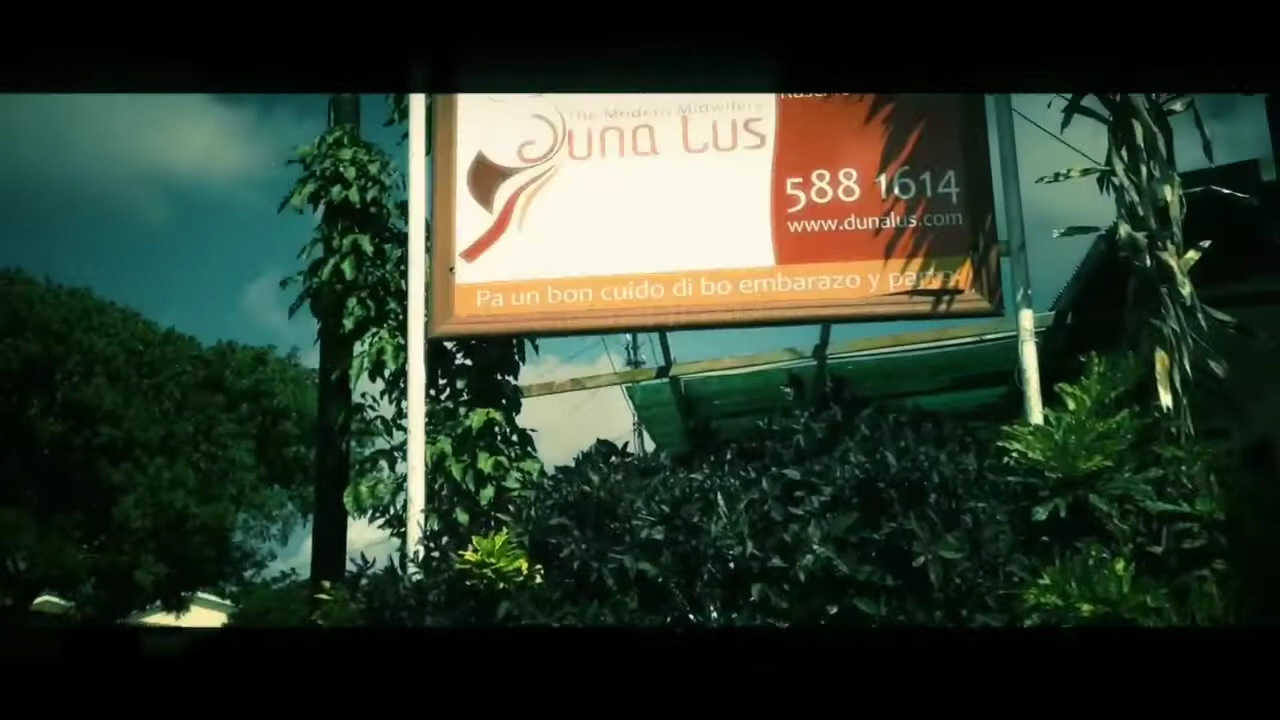 The Modern Midwifery
Duna Lus
588 1614
www.dunalus.com
Pa un bon cuido di bo embarazo y parto